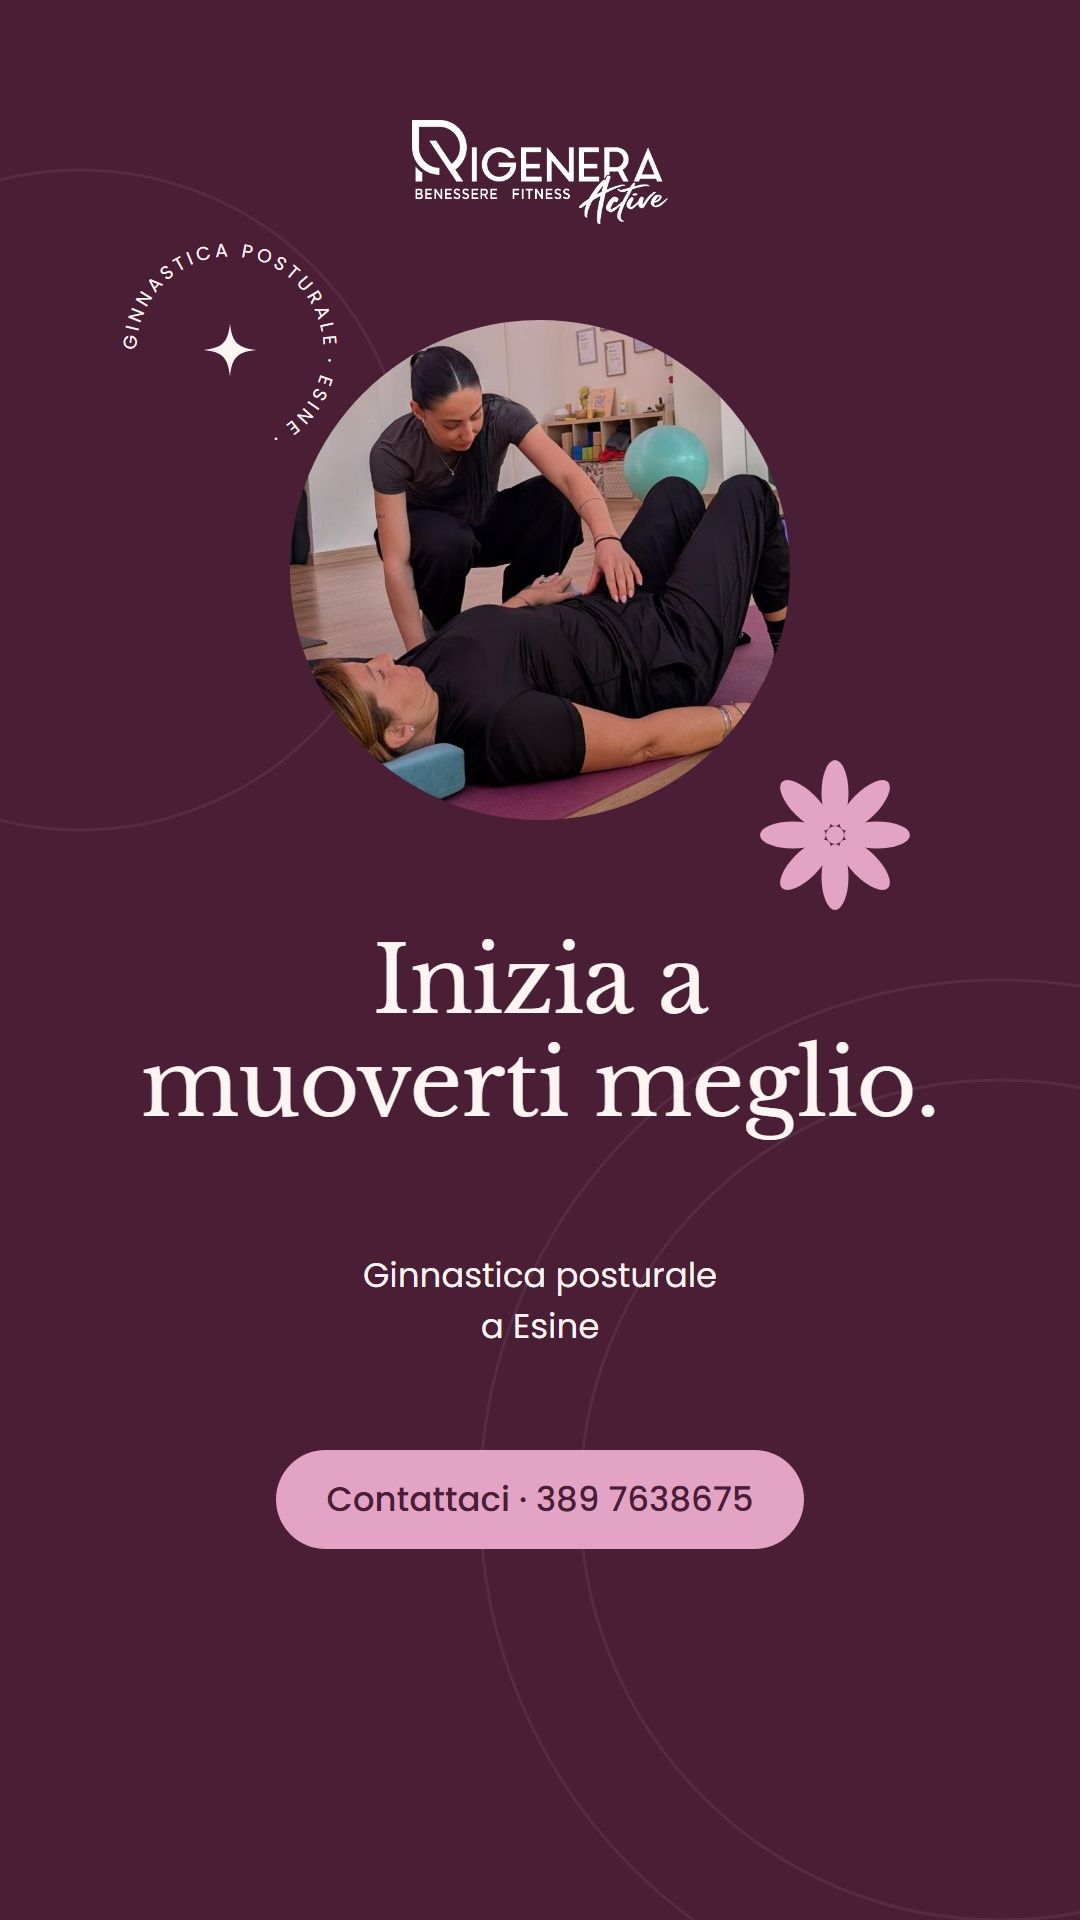 RIGENERA
BENESSERE FITNESS Active
GINNASTICA POSTURALE · ESINE ·
Inizia a
muoverti meglio.
Ginnastica posturale
a Esine
Contattaci · 389 7638675